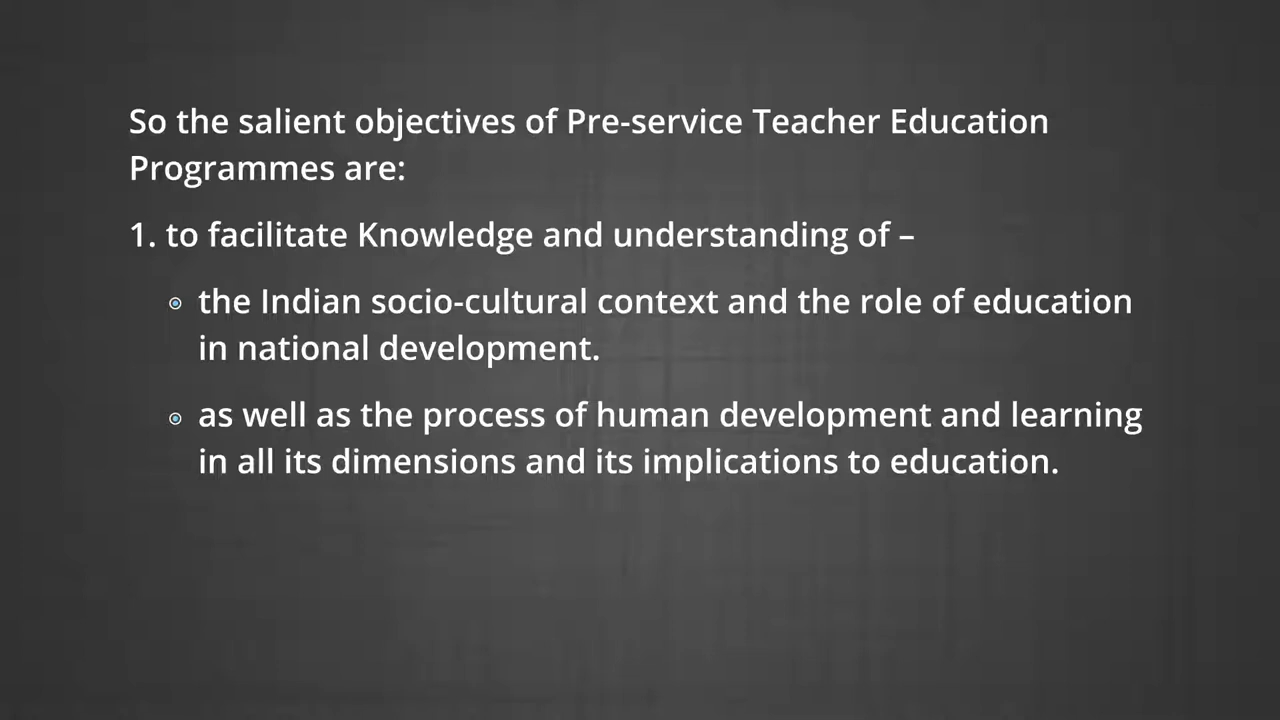 So the salient objectives of Pre-service Teacher Education
Programmes are:
1. to facilitate Knowledge and understanding of –
the Indian socio-cultural context and the role of education
in national development.
as well as the process of human development and learning
in all its dimensions and its implications to education.